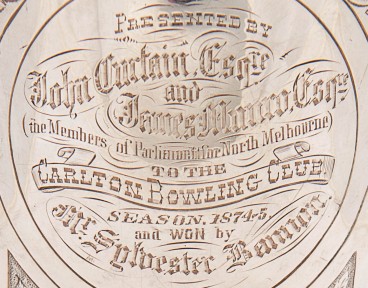 PRESENTED BY
John Curtain, Esqre
and
James Munro, Esqre
(the Members of Parliament for North Melbourne)
TO THE
CARLTON BOWLING CLUB
SEASON, 1874-5,
and WON by
Mr. Sylvester Bannon.